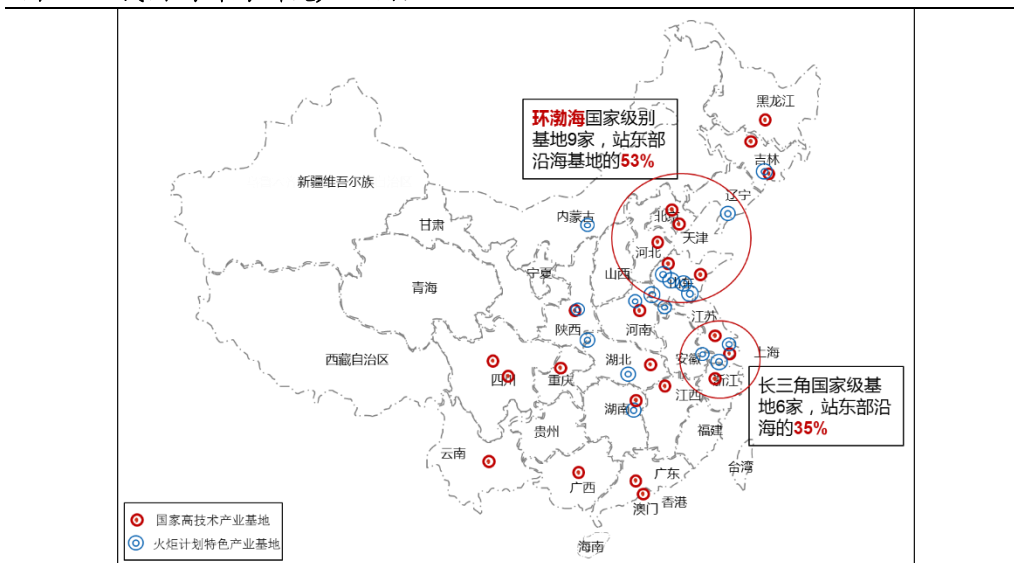 黑龙江
环渤海国家级别
基地9家，站东部
沿海基地的53%
吉林
新疆维吾尔族
辽宁
内蒙古
北京
甘肃
天津
河北
宁夏
山西
山东
青海
江苏
陕西
河南
上海
西藏自治区
湖北
安徽
四川
重庆
浙江
长三角国家级基
地6家，站东部沿
海的35%
江西
湖南
贵州
福建
云南
台湾
广东
广西
香港
澳门
国家高技术产业基地
火炬计划特色产业基地
海南